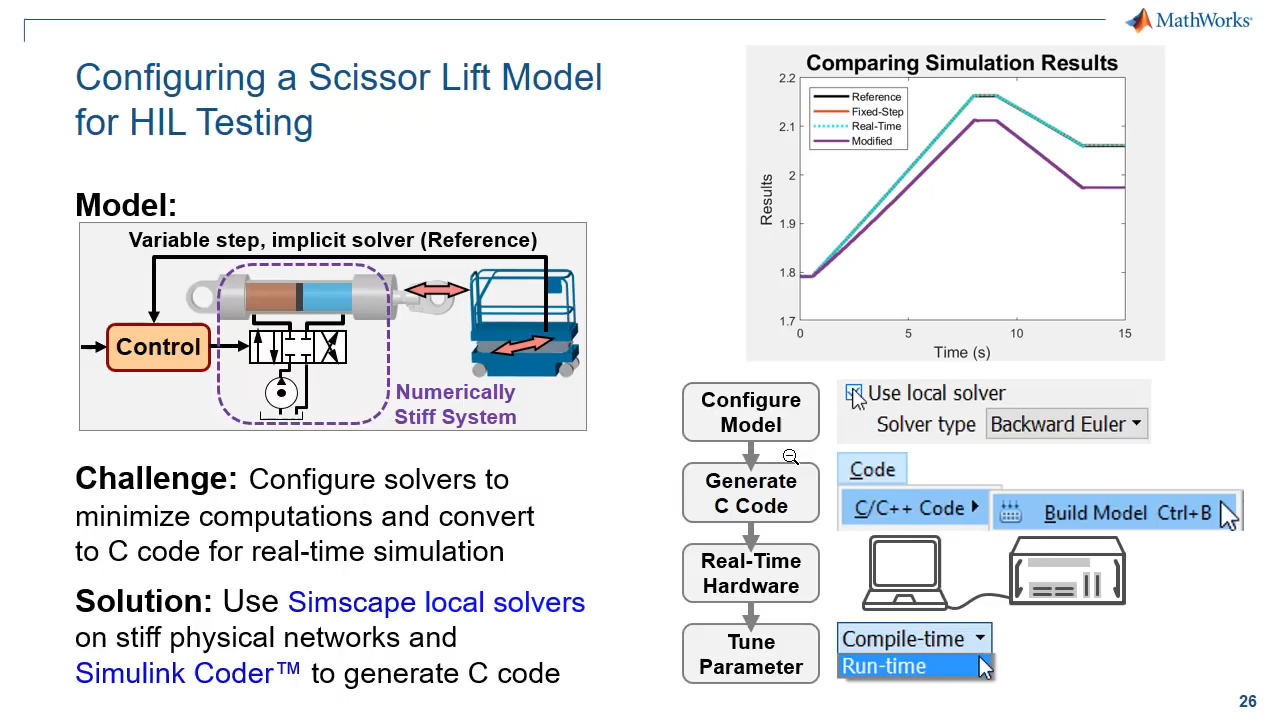 MathWorks®
Configuring a Scissor Lift Model
for HIL Testing
Model:
Variable step, implicit solver (Reference)
Control
Numerically
Stiff System
Challenge: Configure solvers to
minimize computations and convert
to C code for real-time simulation
Solution: Use Simscape local solvers
on stiff physical networks and
Simulink Coder™ to generate C code
Comparing Simulation Results
Reference
Fixed-Step
Real-Time
Modified
2.2
2.1
2
1.9
1.8
1.7
Results
0 5 10 15
Time (s)
Configure
Model
Use local solver
Solver type Backward Euler
Generate
C Code
Code
C/C++ Code
Build Model Ctrl+B
Real-Time
Hardware
Tune
Parameter
Compile-time
Run-time
26